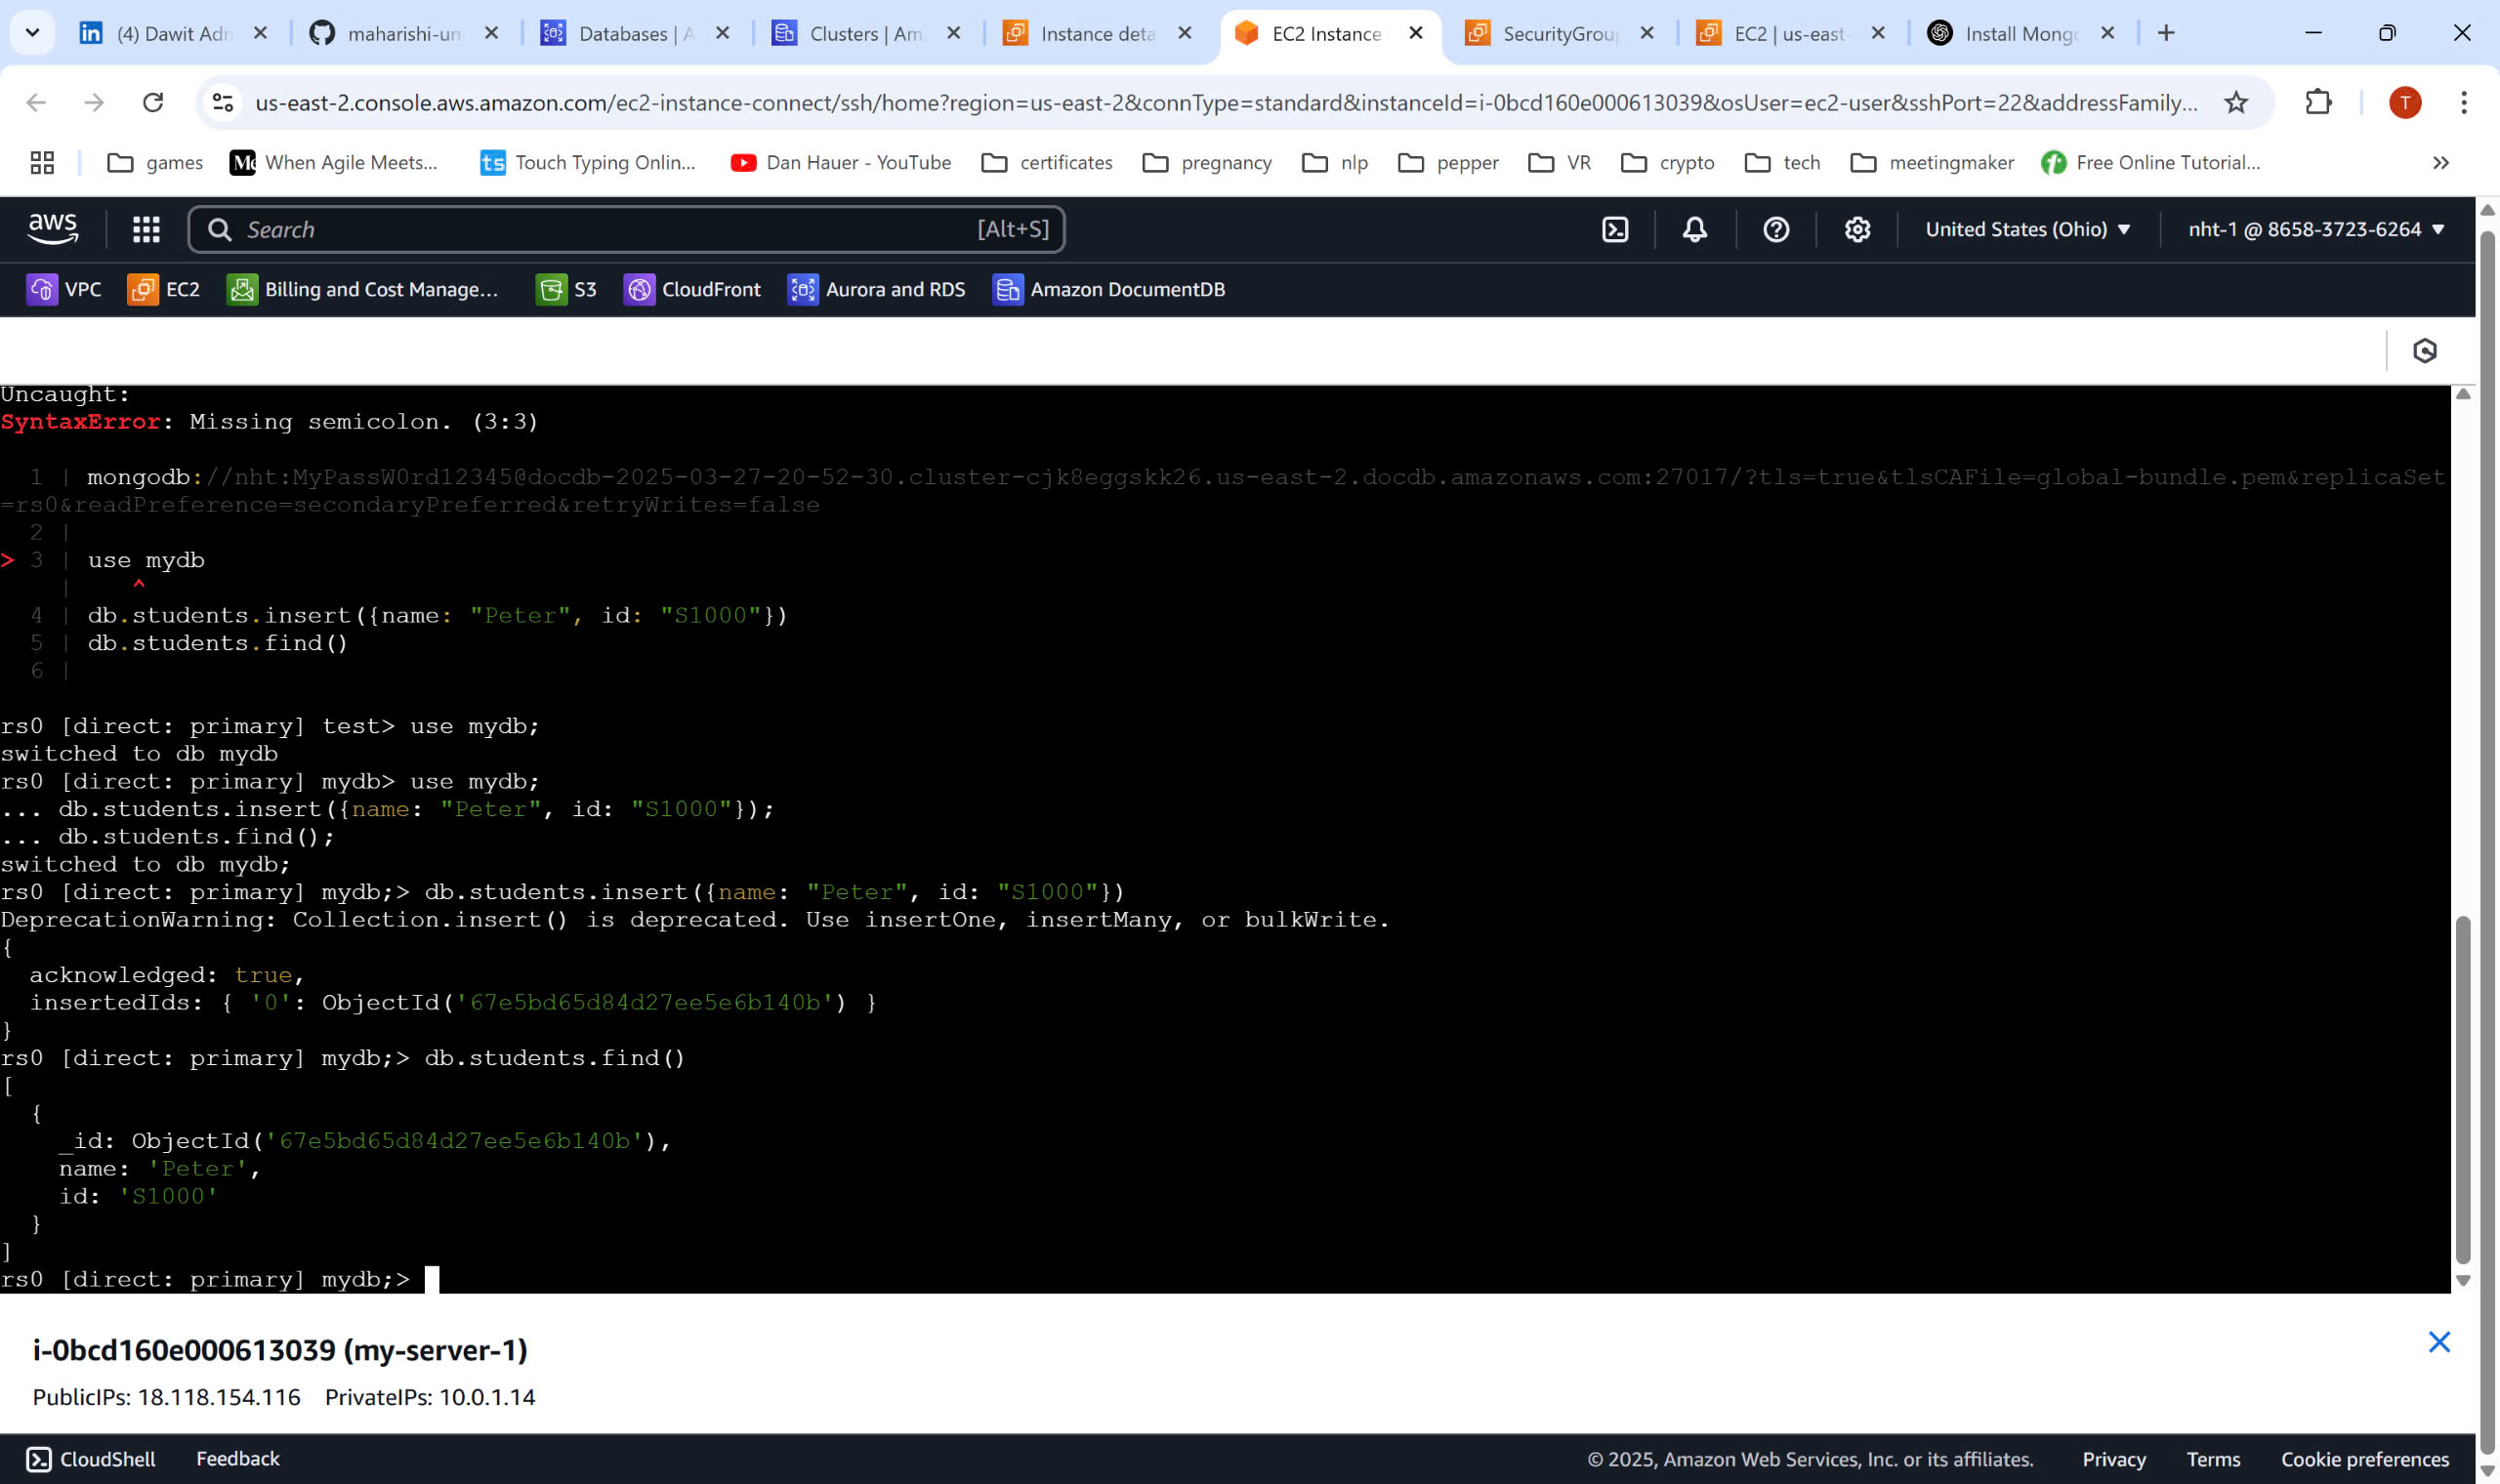 (4) Dawit Adn
maharishi-un
Databases | A
Clusters | Am
Instance deta
EC2 Instance
SecurityGrou
EC2 | us-east-
Install Mong
us-east-2.console.aws.amazon.com/ec2-instance-connect/ssh/home?region=us-east-2&connType=standard&instanceId=i-0bcd160e000613039&osUser=ec2-user&sshPort=22&addressFamily...
T
games
When Agile Meets...
Touch Typing Onlin...
Dan Hauer - YouTube
certificates
pregnancy
nlp
pepper
VR
crypto
tech
meetingmaker
Free Online Tutorial...
aws
Search
[Alt+S]
United States (Ohio)
nht-1 @ 8658-3723-6264
VPC
EC2
Billing and Cost Manage...
S3
CloudFront
Aurora and RDS
Amazon DocumentDB
Uncaught:
SyntaxError: Missing semicolon. (3:3)
1 | mongodb://nht:MyPassW0rd12345@docdb-2025-03-27-20-52-30.cluster-cjk8eggskk26.us-east-2.docdb.amazonaws.com:27017/?tls=true&tlsCAFile=global-bundle.pem&replicaSet
=rs0&readPreference=secondaryPreferred&retryWrites=false
2 |
> 3 | use mydb
| ^
4 | db.students.insert({name: "Peter", id: "S1000"})
5 | db.students.find()
6 |
rs0 [direct: primary] test> use mydb;
switched to db mydb
rs0 [direct: primary] mydb> use mydb;
... db.students.insert({name: "Peter", id: "S1000"});
... db.students.find();
switched to db mydb;
rs0 [direct: primary] mydb;> db.students.insert({name: "Peter", id: "S1000"})
DeprecationWarning: Collection.insert() is deprecated. Use insertOne, insertMany, or bulkWrite.
{
acknowledged: true,
insertedIds: { '0': ObjectId('67e5bd65d84d27ee5e6b140b') }
}
rs0 [direct: primary] mydb;> db.students.find()
[
{
_id: ObjectId('67e5bd65d84d27ee5e6b140b'),
name: 'Peter',
id: 'S1000'
}
]
rs0 [direct: primary] mydb;>
i-0bcd160e000613039 (my-server-1)
PublicIPs: 18.118.154.116 PrivateIPs: 10.0.1.14
CloudShell
Feedback
© 2025, Amazon Web Services, Inc. or its affiliates.
Privacy
Terms
Cookie preferences